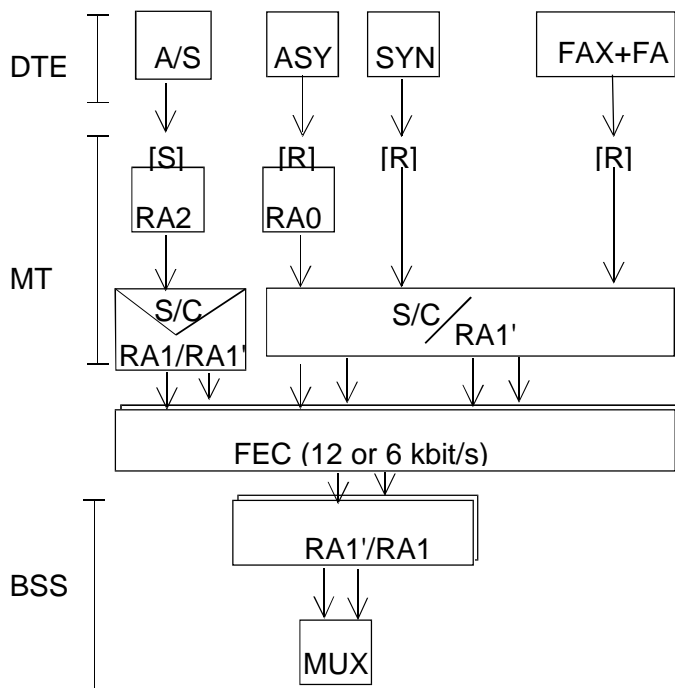 DTE
A/S
ASY
SYN
FAX+FA
[S]
[R]
[R]
[R]
RA2
RA0
MT
S/C
RA1/RA1'
S/C
RA1'
FEC (12 or 6 kbit/s)
RA1'/RA1
BSS
MUX